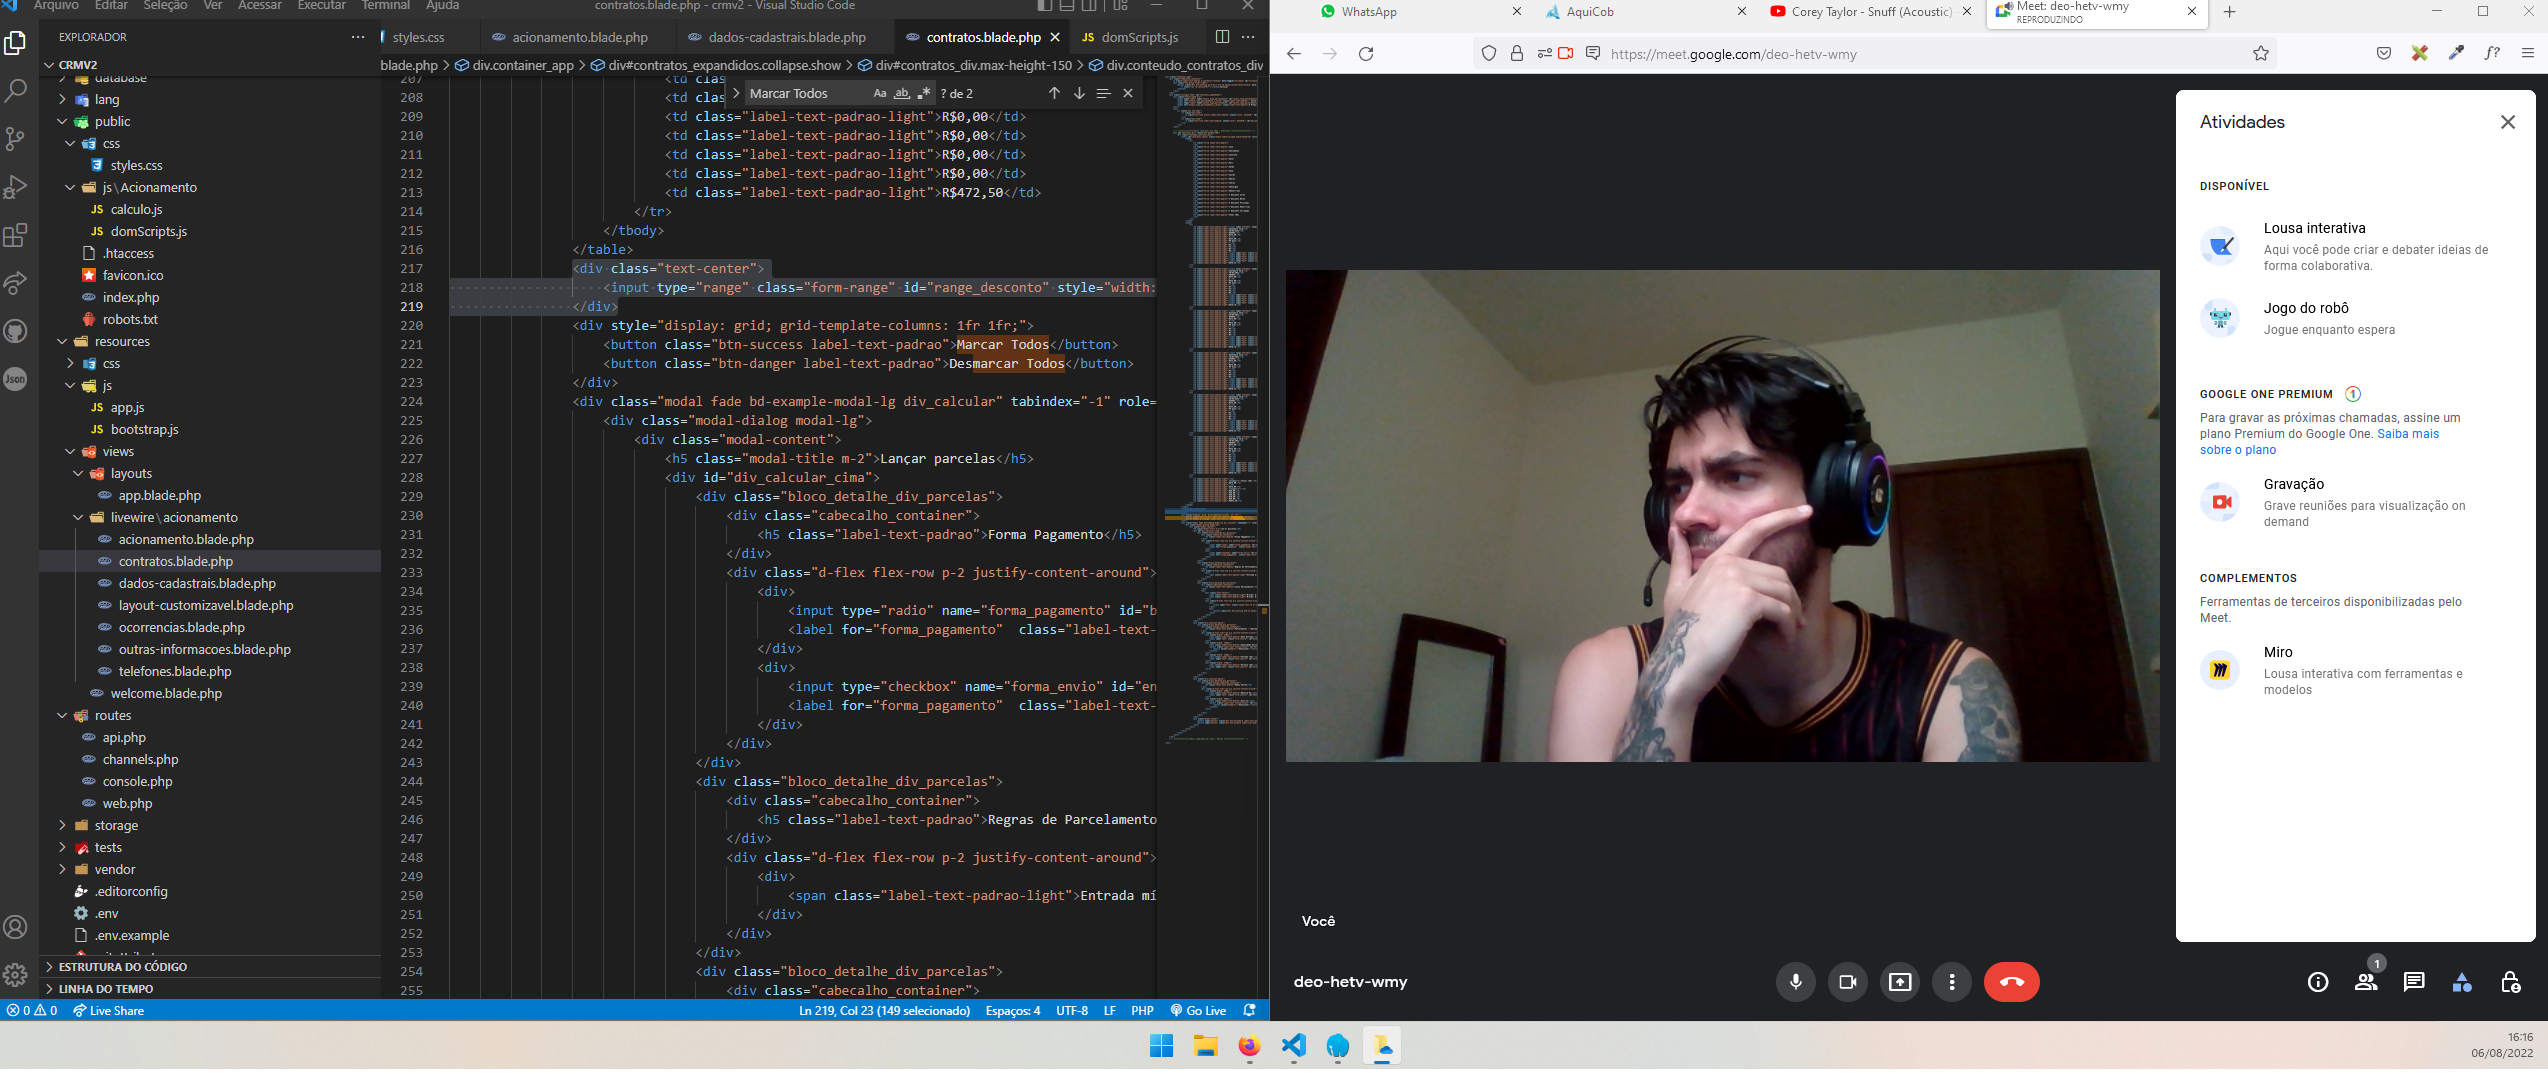 Arquivo Editar Seleção Ver Acessar Executar Terminal Ajuda
contratos.blade.php - crmv2 - Visual Studio Code
EXPLORADOR
CRMV2
database
lang
public
css
styles.css
js\Acionamento
JS calculo.js
JS domScripts.js
.htaccess
favicon.ico
index.php
robots.txt
resources
css
js
JS app.js
JS bootstrap.js
views
layouts
app.blade.php
livewire\acionamento
acionamento.blade.php
contratos.blade.php
dados-cadastrais.blade.php
layout-customizavel.blade.php
ocorrencias.blade.php
outras-informacoes.blade.php
telefones.blade.php
welcome.blade.php
routes
api.php
channels.php
console.php
web.php
storage
tests
vendor
.editorconfig
.env
.env.example
ESTRUTURA DO CÓDIGO
LINHA DO TEMPO
Json
styles.css acionamento.blade.php dados-cadastrais.blade.php contratos.blade.php JS domScripts.js
blade.php > div.container_app > div#contratos_expandidos.collapse.show > div#contratos_div.max-height-150 > div.conteudo_contratos_div
Marcar Todos Aa ab ? de 2
207 <td clas
208 <td clas
209 <td class="label-text-padrao-light">R$0,00</td>
210 <td class="label-text-padrao-light">R$0,00</td>
211 <td class="label-text-padrao-light">R$0,00</td>
212 <td class="label-text-padrao-light">R$0,00</td>
213 <td class="label-text-padrao-light">R$472,50</td>
214 </tr>
215 </tbody>
216 </table>
217 <div class="text-center">
218 <input type="range" class="form-range" id="range_desconto" style="width:
219 </div>
220 <div style="display: grid; grid-template-columns: 1fr 1fr;">
221 <button class="btn-success label-text-padrao">Marcar Todos</button>
222 <button class="btn-danger label-text-padrao">Desmarcar Todos</button>
223 </div>
224 <div class="modal fade bd-example-modal-lg div_calcular" tabindex="-1" role=
225 <div class="modal-dialog modal-lg">
226 <div class="modal-content">
227 <h5 class="modal-title m-2">Lançar parcelas</h5>
228 <div id="div_calcular_cima">
229 <div class="bloco_detalhe_div_parcelas">
230 <div class="cabecalho_container">
231 <h5 class="label-text-padrao">Forma Pagamento</h5>
232 </div>
233 <div class="d-flex flex-row p-2 justify-content-around">
234 <div>
235 <input type="radio" name="forma_pagamento" id="b
236 <label for="forma_pagamento"  class="label-text-
237 </div>
238 <div>
239 <input type="checkbox" name="forma_envio" id="en
240 <label for="forma_pagamento"  class="label-text-
241 </div>
242 </div>
243 </div>
244 <div class="bloco_detalhe_div_parcelas">
245 <div class="cabecalho_container">
246 <h5 class="label-text-padrao">Regras de Parcelamento
247 </div>
248 <div class="d-flex flex-row p-2 justify-content-around">
249 <div>
250 <span class="label-text-padrao-light">Entrada mí
251 </div>
252 </div>
253 </div>
254 <div class="bloco_detalhe_div_parcelas">
255 <div class="cabecalho_container">
0 0 Live Share Ln 219, Col 23 (149 selecionado) Espaços: 4 UTF-8 LF PHP Go Live
WhatsApp AquiCob Corey Taylor - Snuff (Acoustic) Meet: deo-hetv-wmy
REPRODUZINDO
https://meet.google.com/deo-hetv-wmy
f?
Atividades
DISPONÍVEL
Lousa interativa
Aqui você pode criar e debater ideias de
forma colaborativa.
Jogo do robô
Jogue enquanto espera
GOOGLE ONE PREMIUM 1
Para gravar as próximas chamadas, assine um
plano Premium do Google One. Saiba mais
sobre o plano
Gravação
Grave reuniões para visualização on
demand
COMPLEMENTOS
Ferramentas de terceiros disponibilizadas pelo
Meet.
Miro
Lousa interativa com ferramentas e
modelos
Você
deo-hetv-wmy
1
16:16
06/08/2022